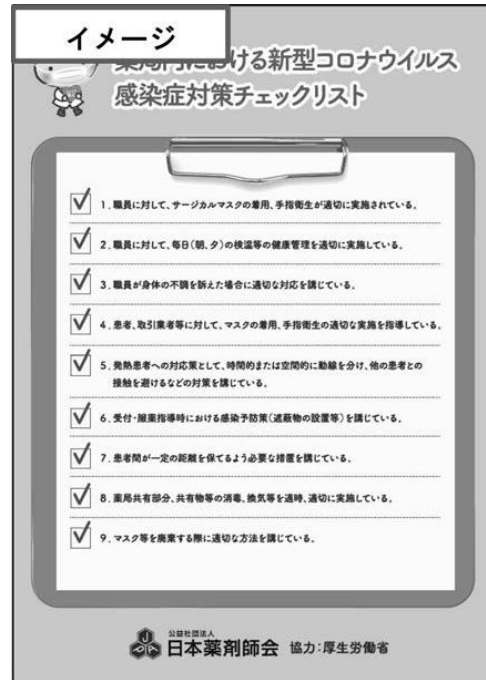 イメージ
薬局内における新型コロナウイルス
感染症対策チェックリスト
1. 職員に対して、サージカルマスクの着用、手指衛生が適切に実施されている。
2. 職員に対して、毎日(朝、夕)の検温等の健康管理を適切に実施している。
3. 職員が身体の不調を訴えた場合に適切な対応を講じている。
4. 患者、取引業者等に対して、マスクの着用、手指衛生の適切な実施を指導している。
5. 発熱患者への対応策として、時間的または空間的に動線を分け、他の患者との
接触を避けるなどの対策を講じている。
6. 受付・服薬指導時における感染予防策(遮蔽物の設置等)を講じている。
7. 患者間が一定の距離を保てるよう必要な措置を講じている。
8. 薬局共有部分、共有物等の消毒、換気等を適時、適切に実施している。
9. マスク等を廃棄する際に適切な方法を講じている。
公益社団法人
日本薬剤師会 協力:厚生労働省